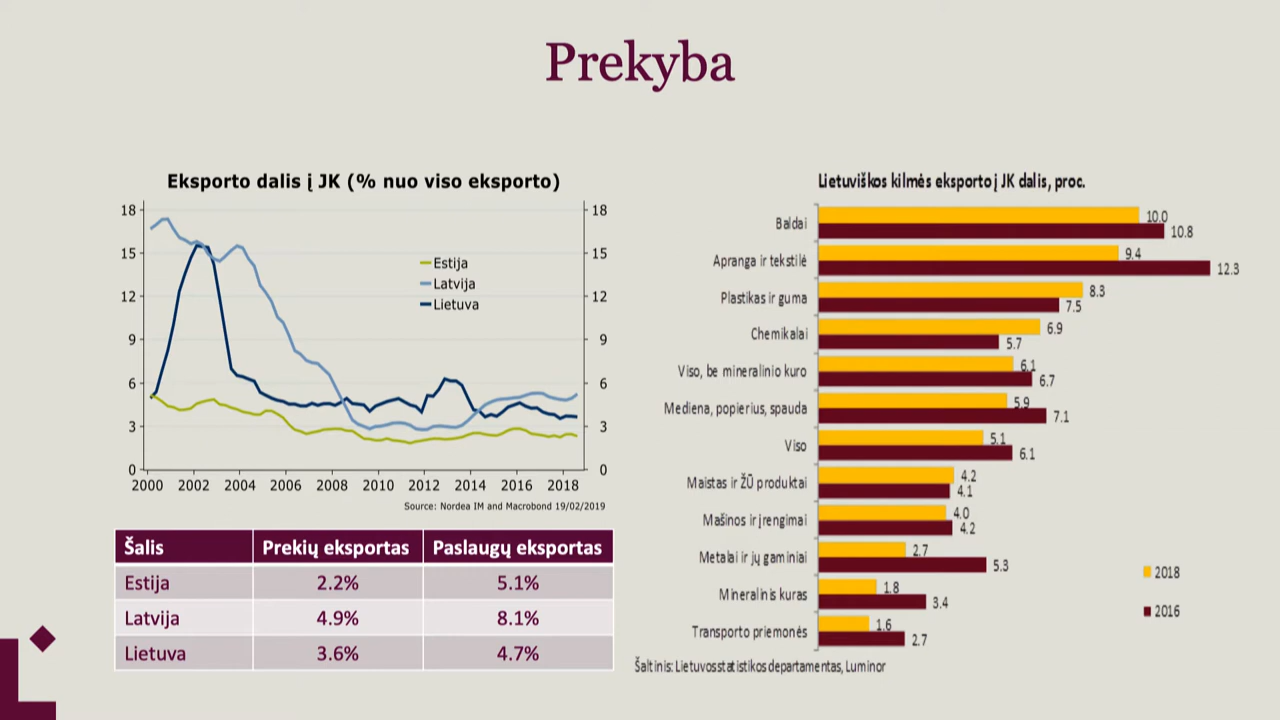 Prekyba
Eksporto dalis į JK (% nuo viso eksporto)
18 18
15 15
12 12
9 9
6 6
3 3
0 0
Estija
Latvija
Lietuva
2000 2002 2004 2006 2008 2010 2012 2014 2016 2018
Source: Nordea IM and Macrobond 19/02/2019
Šalis Prekių eksportas Paslaugų eksportas
Estija 2.2% 5.1%
Latvija 4.9% 8.1%
Lietuva 3.6% 4.7%
Lietuviškos kilmės eksporto į JK dalis, proc.
Baldai 10.0 10.8
Apranga ir tekstilė 9.4 12.3
Plastikas ir guma 8.3 7.5
Chemikalai 6.9 5.7
Viso, be mineralinio kuro 6.1 6.7
Mediena, popierius, spauda 5.9 7.1
Viso 5.1 6.1
Maistas ir ŽŪ produktai 4.2 4.1
Mašinos ir įrengimai 4.0 4.2
Metalai ir jų gaminiai 2.7 5.3
Mineralinis kuras 1.8 3.4
Transporto priemonės 1.6 2.7
2018
2016
Šaltinis: Lietuvos statistikos departamentas, Luminor